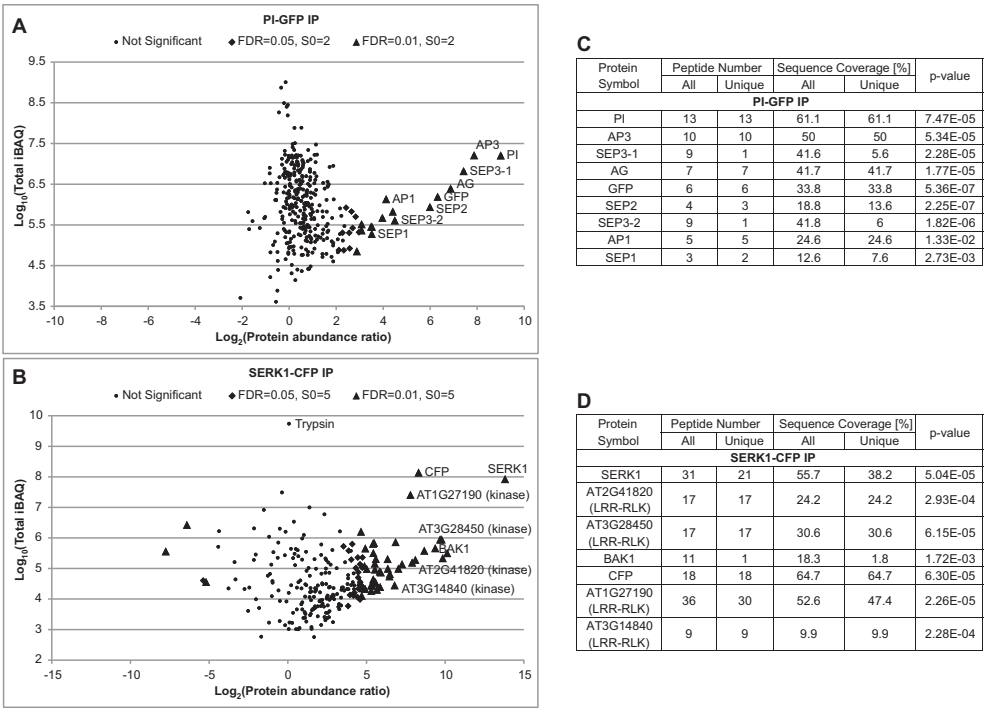 A
PI-GFP IP
Not Significant FDR=0.05, S0=2 FDR=0.01, S0=2
9.5
8.5
7.5
6.5
5.5
4.5
3.5
Log10(Total iBAQ)
AP3
PI
SEP3-1
AG
AP1
GFP
SEP2
SEP3-2
SEP1
-10 -8 -6 -4 -2 0 2 4 6 8 10
Log2(Protein abundance ratio)
B
SERK1-CFP IP
Not Significant FDR=0.05, S0=5 FDR=0.01, S0=5
10
9
8
7
6
5
4
3
2
Log10(Total iBAQ)
Trypsin
CFP
SERK1
AT1G27190 (kinase)
AT3G28450 (kinase)
BAK1
AT2G41820 (kinase)
AT3G14840 (kinase)
-15 -10 -5 0 5 10 15
Log2(Protein abundance ratio)
C
Protein Symbol Peptide Number Sequence Coverage [%] p-value
All Unique All Unique
PI-GFP IP
PI 13 13 61.1 61.1 7.47E-05
AP3 10 10 50 50 5.34E-05
SEP3-1 9 1 41.6 5.6 2.28E-05
AG 7 7 41.7 41.7 1.77E-05
GFP 6 6 33.8 33.8 5.36E-07
SEP2 4 3 18.8 13.6 2.25E-07
SEP3-2 9 1 41.8 6 1.82E-06
AP1 5 5 24.6 24.6 1.33E-02
SEP1 3 2 12.6 7.6 2.73E-03
D
Protein Symbol Peptide Number Sequence Coverage [%] p-value
All Unique All Unique
SERK1-CFP IP
SERK1 31 21 55.7 38.2 5.04E-05
AT2G41820 (LRR-RLK) 17 17 24.2 24.2 2.93E-04
AT3G28450 (LRR-RLK) 17 17 30.6 30.6 6.15E-05
BAK1 11 1 18.3 1.8 1.72E-03
CFP 18 18 64.7 64.7 6.30E-05
AT1G27190 (LRR-RLK) 36 30 52.6 47.4 2.26E-05
AT3G14840 (LRR-RLK) 9 9 9.9 9.9 2.28E-04